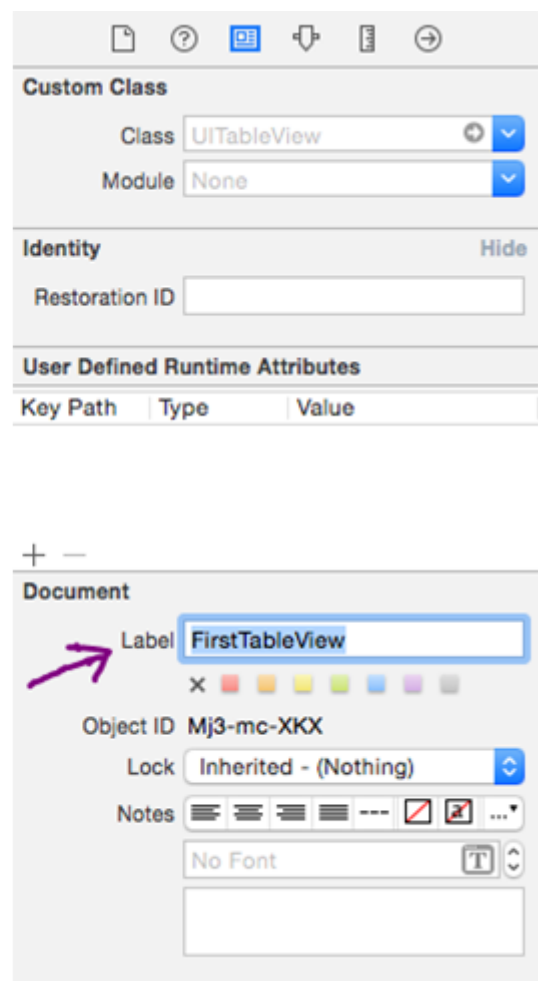 Custom Class
Class UITableView
Module None
Identity Hide
Restoration ID
User Defined Runtime Attributes
Key Path Type Value
+ −
Document
Label FirstTableView
Object ID Mj3-mc-XKX
Lock Inherited - (Nothing)
Notes
No Font T